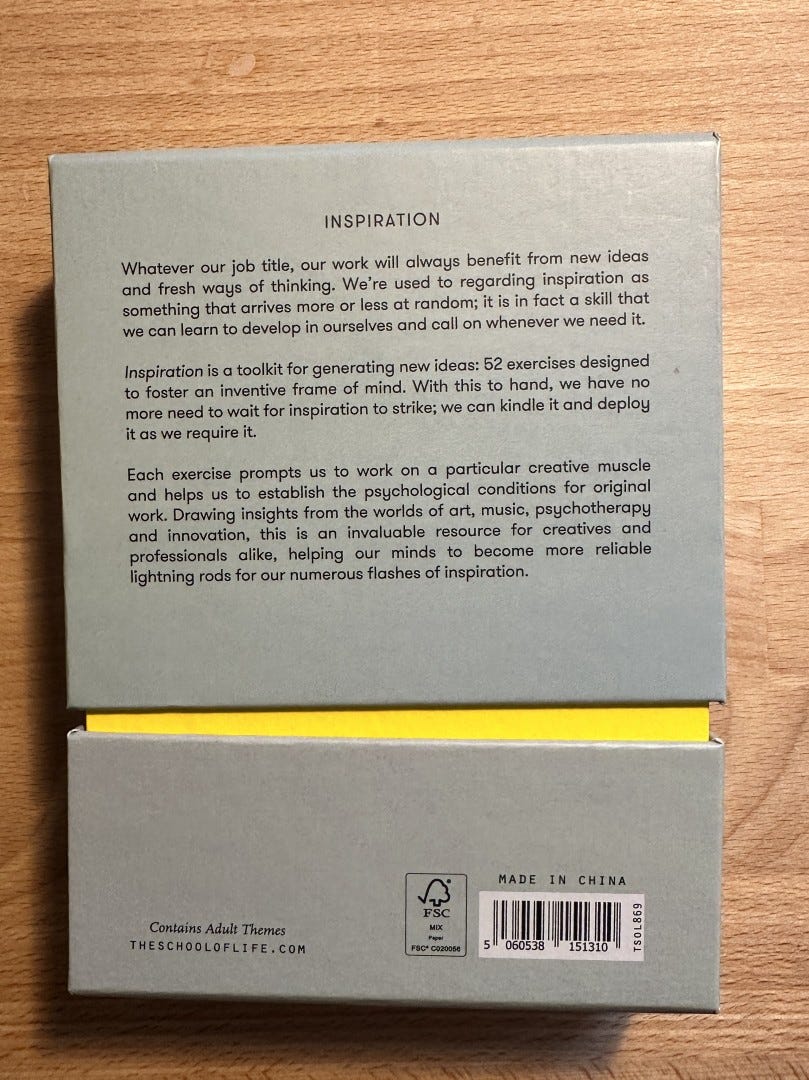 INSPIRATION
Whatever our job title, our work will always benefit from new ideas
and fresh ways of thinking. We're used to regarding inspiration as
something that arrives more or less at random; it is in fact a skill that
we can learn to develop in ourselves and call on whenever we need it.
Inspiration is a toolkit for generating new ideas: 52 exercises designed
to foster an inventive frame of mind. With this to hand, we have no
more need to wait for inspiration to strike; we can kindle it and deploy
it as we require it.
Each exercise prompts us to work on a particular creative muscle
and helps us to establish the psychological conditions for original
work. Drawing insights from the worlds of art, music, psychotherapy
and innovation, this is an invaluable resource for creatives and
professionals alike, helping our minds to become more reliable
lightning rods for our numerous flashes of inspiration.
Contains Adult Themes
THESCHOOLOFLIFE.COM
FSC
MIX
Paper
FSC® C020056
MADE IN CHINA
5 060538 151310
TSOL869